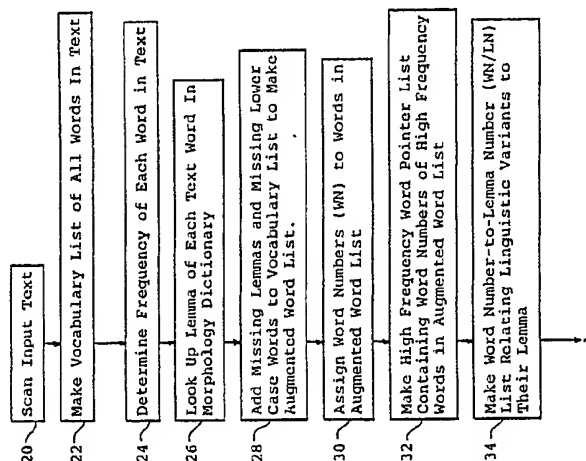 20
Scan Input Text
22
Make Vocabulary List of All Words In Text
24
Determine Frequency of Each Word in Text
26
Look Up Lemma of Each Text Word In
Morphology Dictionary
28
Add Missing Lemmas and Missing Lower
Case Words to Vocabulary List to Make
Augmented Word List.
30
Assign Word Numbers (WN) to Words in
Augmented Word List
32
Make High Frequency Word Pointer List
Containing Word Numbers of High Frequency
Words in Augmented Word List
34
Make Word Number-to-Lemma Number (WN/LN)
List Relacing Linguistic Variants to
Their Lemma